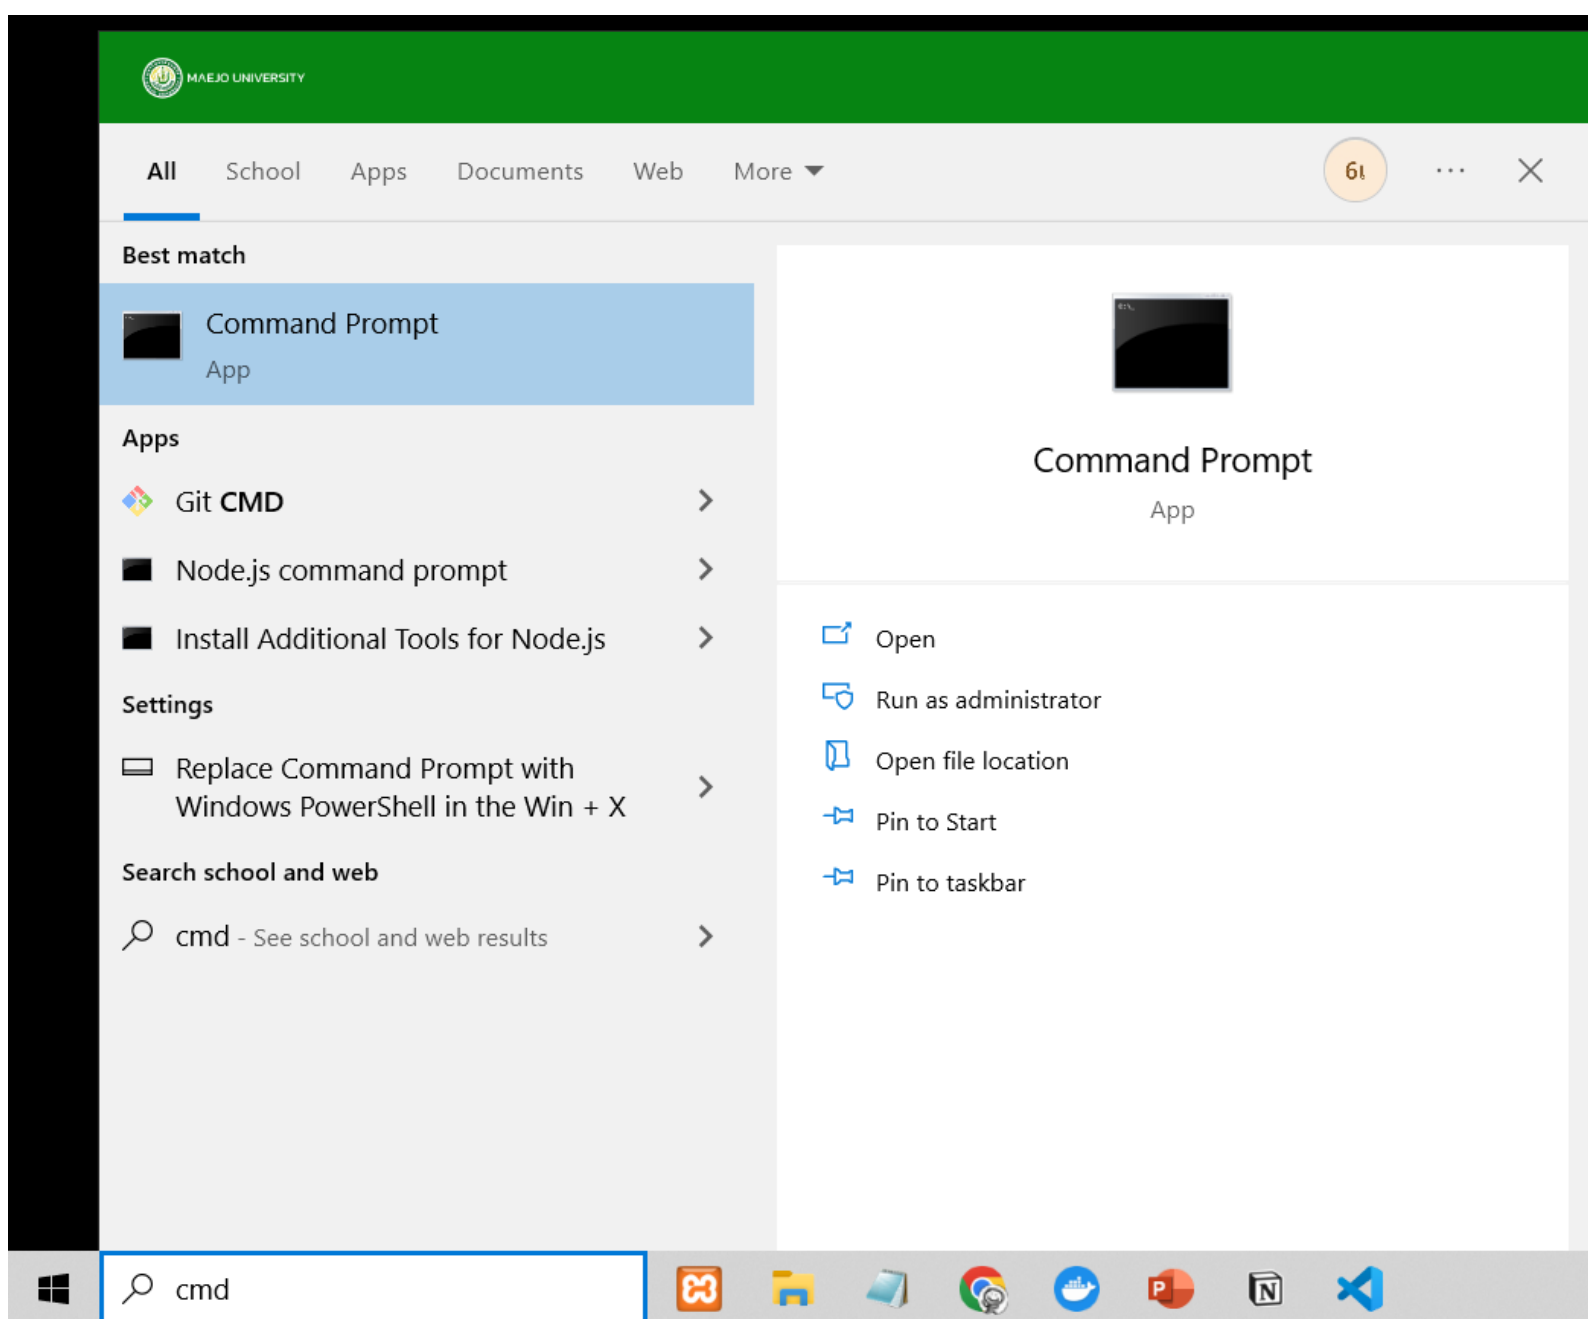 MAEJO UNIVERSITY
All School Apps Documents Web More
6เ ...
Best match
Command Prompt
App
Apps
Git CMD
Node.js command prompt
Install Additional Tools for Node.js
Settings
Replace Command Prompt with
Windows PowerShell in the Win + X
Search school and web
cmd - See school and web results
Command Prompt
App
Open
Run as administrator
Open file location
Pin to Start
Pin to taskbar
cmd